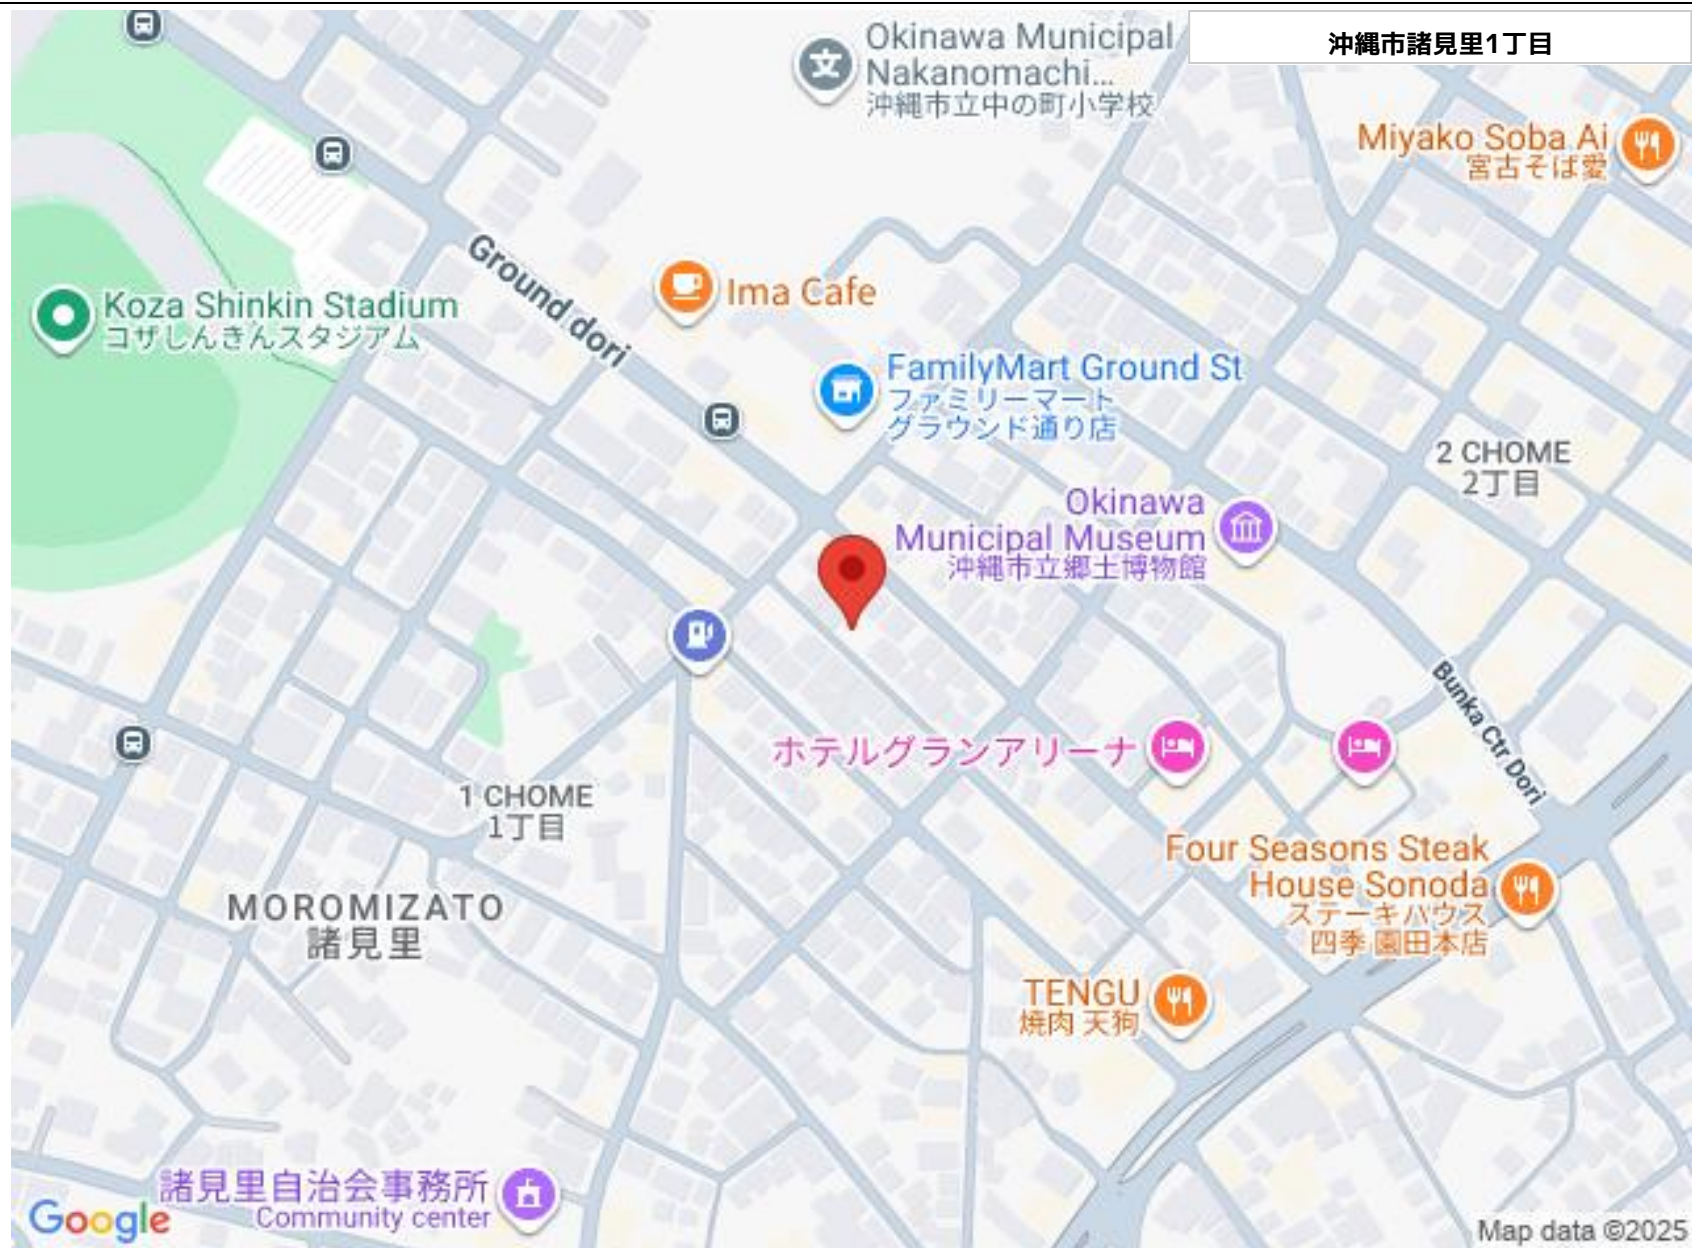 沖縄市諸見里1丁目
Okinawa Municipal
Nakanomachi...
沖縄市立中の町小学校
Miyako Soba Ai
宮古そば愛
Ground dori
Ima Cafe
Koza Shinkin Stadium
コザしんきんスタジアム
FamilyMart Ground St
ファミリーマート
グラウンド通り店
2 CHOME
2丁目
Okinawa
Municipal Museum
沖縄市立郷土博物館
Bunka Ctr Dori
ホテルグランアリーナ
1 CHOME
1丁目
Four Seasons Steak
House Sonoda
ステーキハウス
四季 園田本店
MOROMIZATO
諸見里
TENGU
焼肉 天狗
諸見里自治会事務所
Community center
Google
Map data ©2025